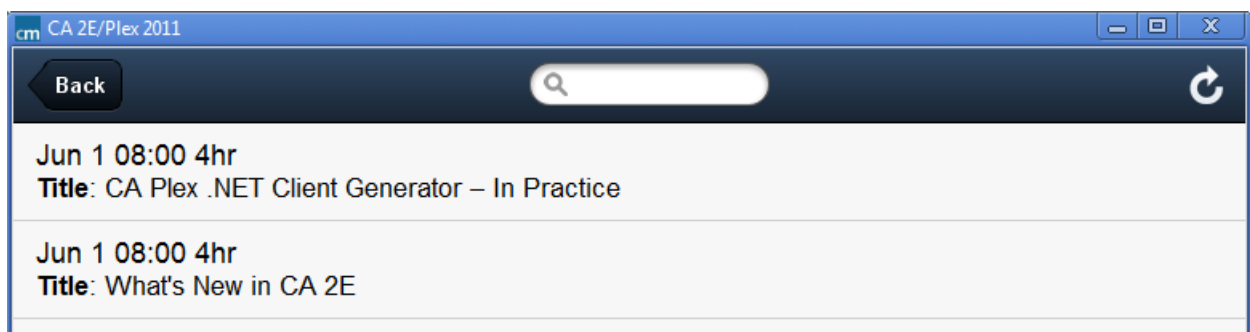 cm CA 2E/Plex 2011
Back
Jun 1 08:00 4hr
Title: CA Plex .NET Client Generator – In Practice
Jun 1 08:00 4hr
Title: What's New in CA 2E